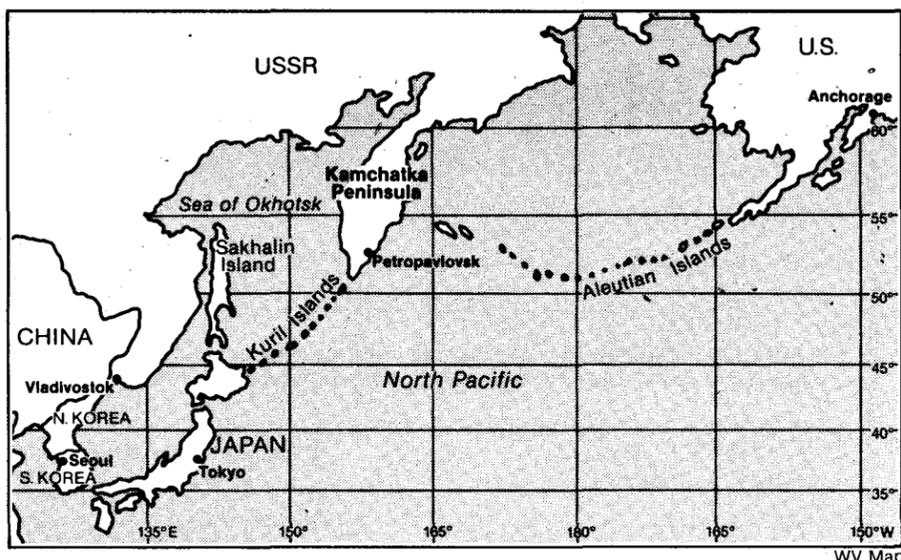 USSR
U.S.
Anchorage
60°
Kamchatka
Peninsula
Sea of Okhotsk
55°
Sakhalin
Island
Petropavlovsk
Aleutian Islands
Kuril Islands
50°
CHINA
45°
Vladivostok
North Pacific
N. KOREA
40°
JAPAN
Seoul
Tokyo
S. KOREA
35°
135°E
150°
165°
180°
165°
150°W
WV Map